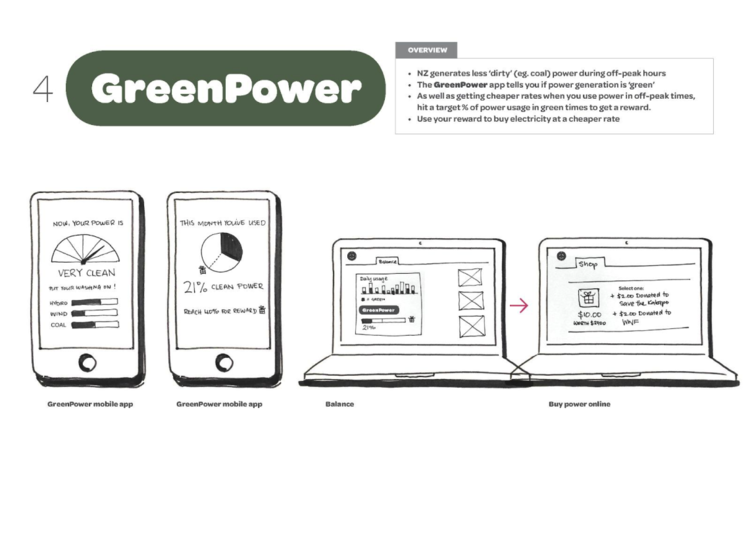 4
GreenPower
OVERVIEW
• NZ generates less ‘dirty’ (eg. coal) power during off-peak hours
• The GreenPower app tells you if power generation is ‘green’
• As well as getting cheaper rates when you use power in off-peak times,
hit a target % of power usage in green times to get a reward.
• Use your reward to buy electricity at a cheaper rate
NOW, YOUR POWER IS
VERY CLEAN
PUT YOUR WASHING ON!
HYDRO
WIND
COAL
GreenPower mobile app
THIS MONTH YOU'VE USED
21% CLEAN POWER
REACH 40% FOR REWARD
GreenPower mobile app
Balance
Daily usage
= GREEN
GreenPower
21%
Balance
Shop
$10.00
WORTH
Select one:
+ $2.00 Donated to
Save The
+ $2.00 Donated to
WWF
Buy power online